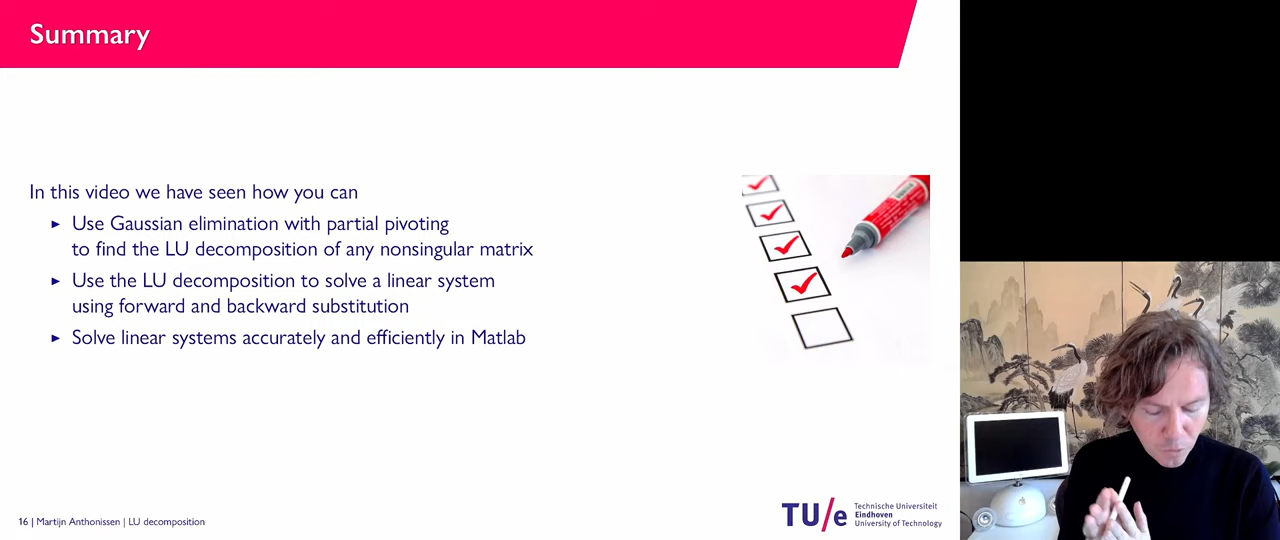 Summary
In this video we have seen how you can
► Use Gaussian elimination with partial pivoting
to find the LU decomposition of any nonsingular matrix
► Use the LU decomposition to solve a linear system
using forward and backward substitution
► Solve linear systems accurately and efficiently in Matlab
16 | Martijn Anthonissen | LU decomposition
TU/e
Technische Universiteit
Eindhoven
University of Technology